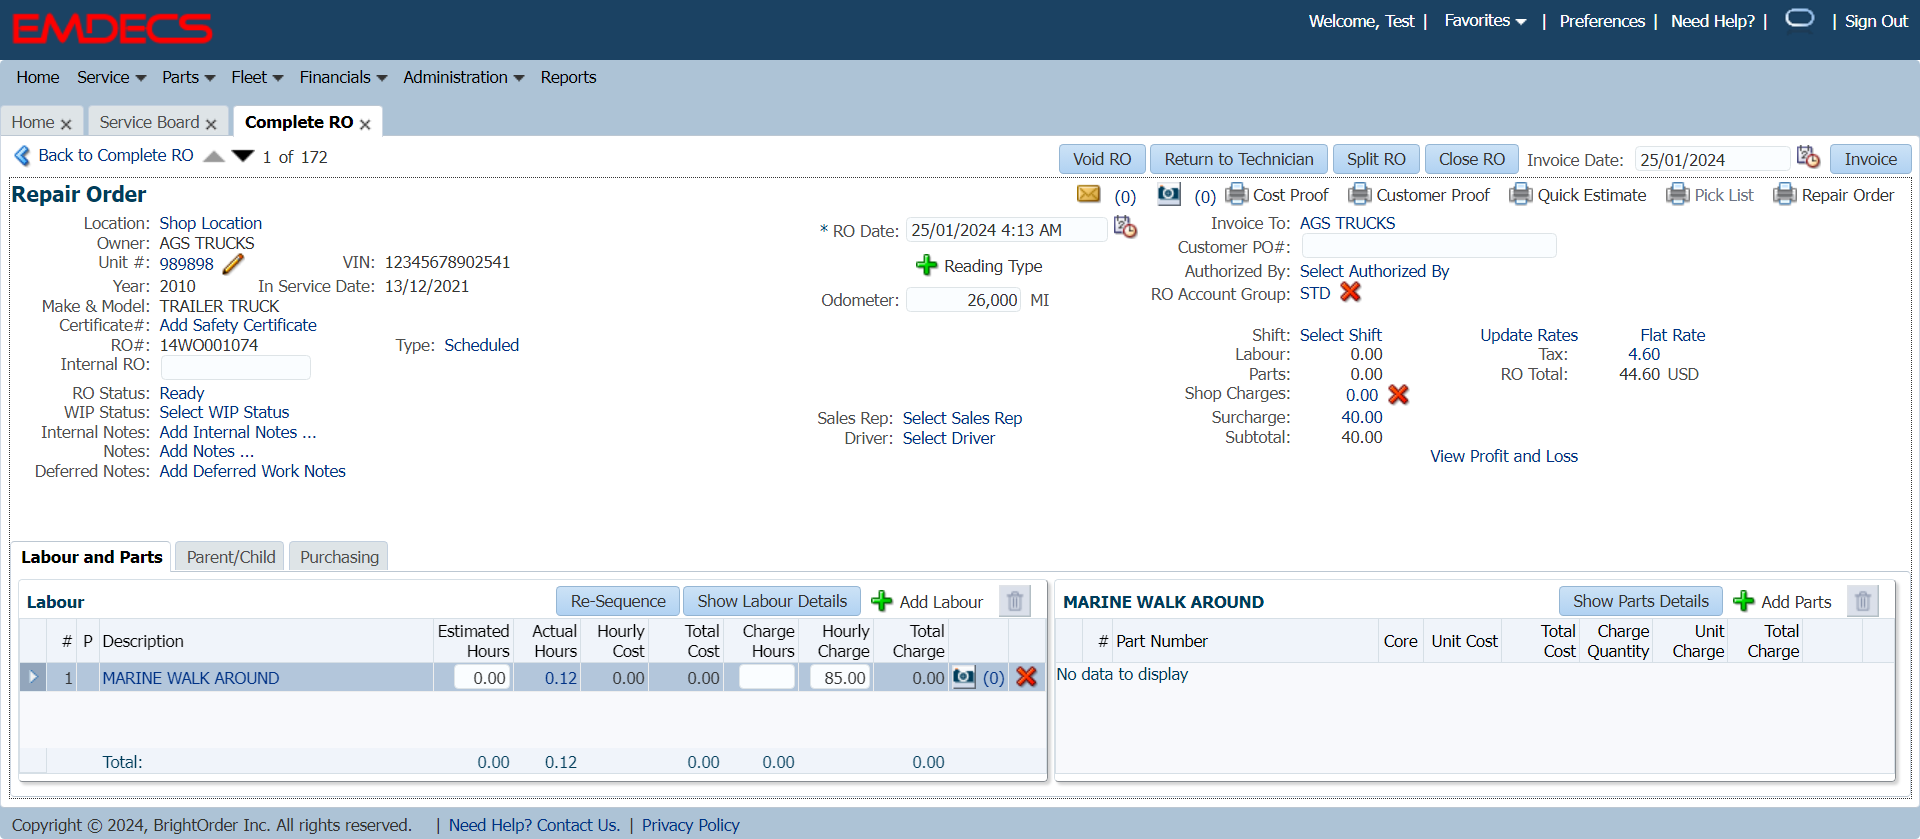 EMDECS
Welcome, Test | Favorites | Preferences | Need Help? | | Sign Out
Home Service Parts Fleet Financials Administration Reports
Home Service Board Complete RO
Back to Complete RO 1 of 172 Void RO Return to Technician Split RO Close RO Invoice Date: 25/01/2024 Invoice
Repair Order (0) (0) Cost Proof Customer Proof Quick Estimate Pick List Repair Order
Location: Shop Location
Owner: AGS TRUCKS
Unit #: 989898 VIN: 12345678902541
Year: 2010 In Service Date: 13/12/2021
Make & Model: TRAILER TRUCK
Certificate#: Add Safety Certificate
RO#: 14WO001074 Type: Scheduled
Internal RO:
RO Status: Ready
WIP Status: Select WIP Status
Internal Notes: Add Internal Notes ...
Notes: Add Notes ...
Deferred Notes: Add Deferred Work Notes
* RO Date: 25/01/2024 4:13 AM
Reading Type
Odometer: 26,000 MI
Sales Rep: Select Sales Rep
Driver: Select Driver
Invoice To: AGS TRUCKS
Customer PO#:
Authorized By: Select Authorized By
RO Account Group: STD
Shift: Select Shift Update Rates Flat Rate
Labour: 0.00 Tax: 4.60
Parts: 0.00 RO Total: 44.60 USD
Shop Charges: 0.00
Surcharge: 40.00
Subtotal: 40.00
View Profit and Loss
Labour and Parts Parent/Child Purchasing
Labour Re-Sequence Show Labour Details Add Labour
# P Description Estimated Hours Actual Hours Hourly Cost Total Cost Charge Hours Hourly Charge Total Charge
1 MARINE WALK AROUND 0.00 0.12 0.00 0.00 85.00 0.00 (0)
Total: 0.00 0.12 0.00 0.00 0.00
MARINE WALK AROUND Show Parts Details Add Parts
# Part Number Core Unit Cost Total Cost Charge Quantity Unit Charge Total Charge
No data to display
Copyright © 2024, BrightOrder Inc. All rights reserved. | Need Help? Contact Us. | Privacy Policy